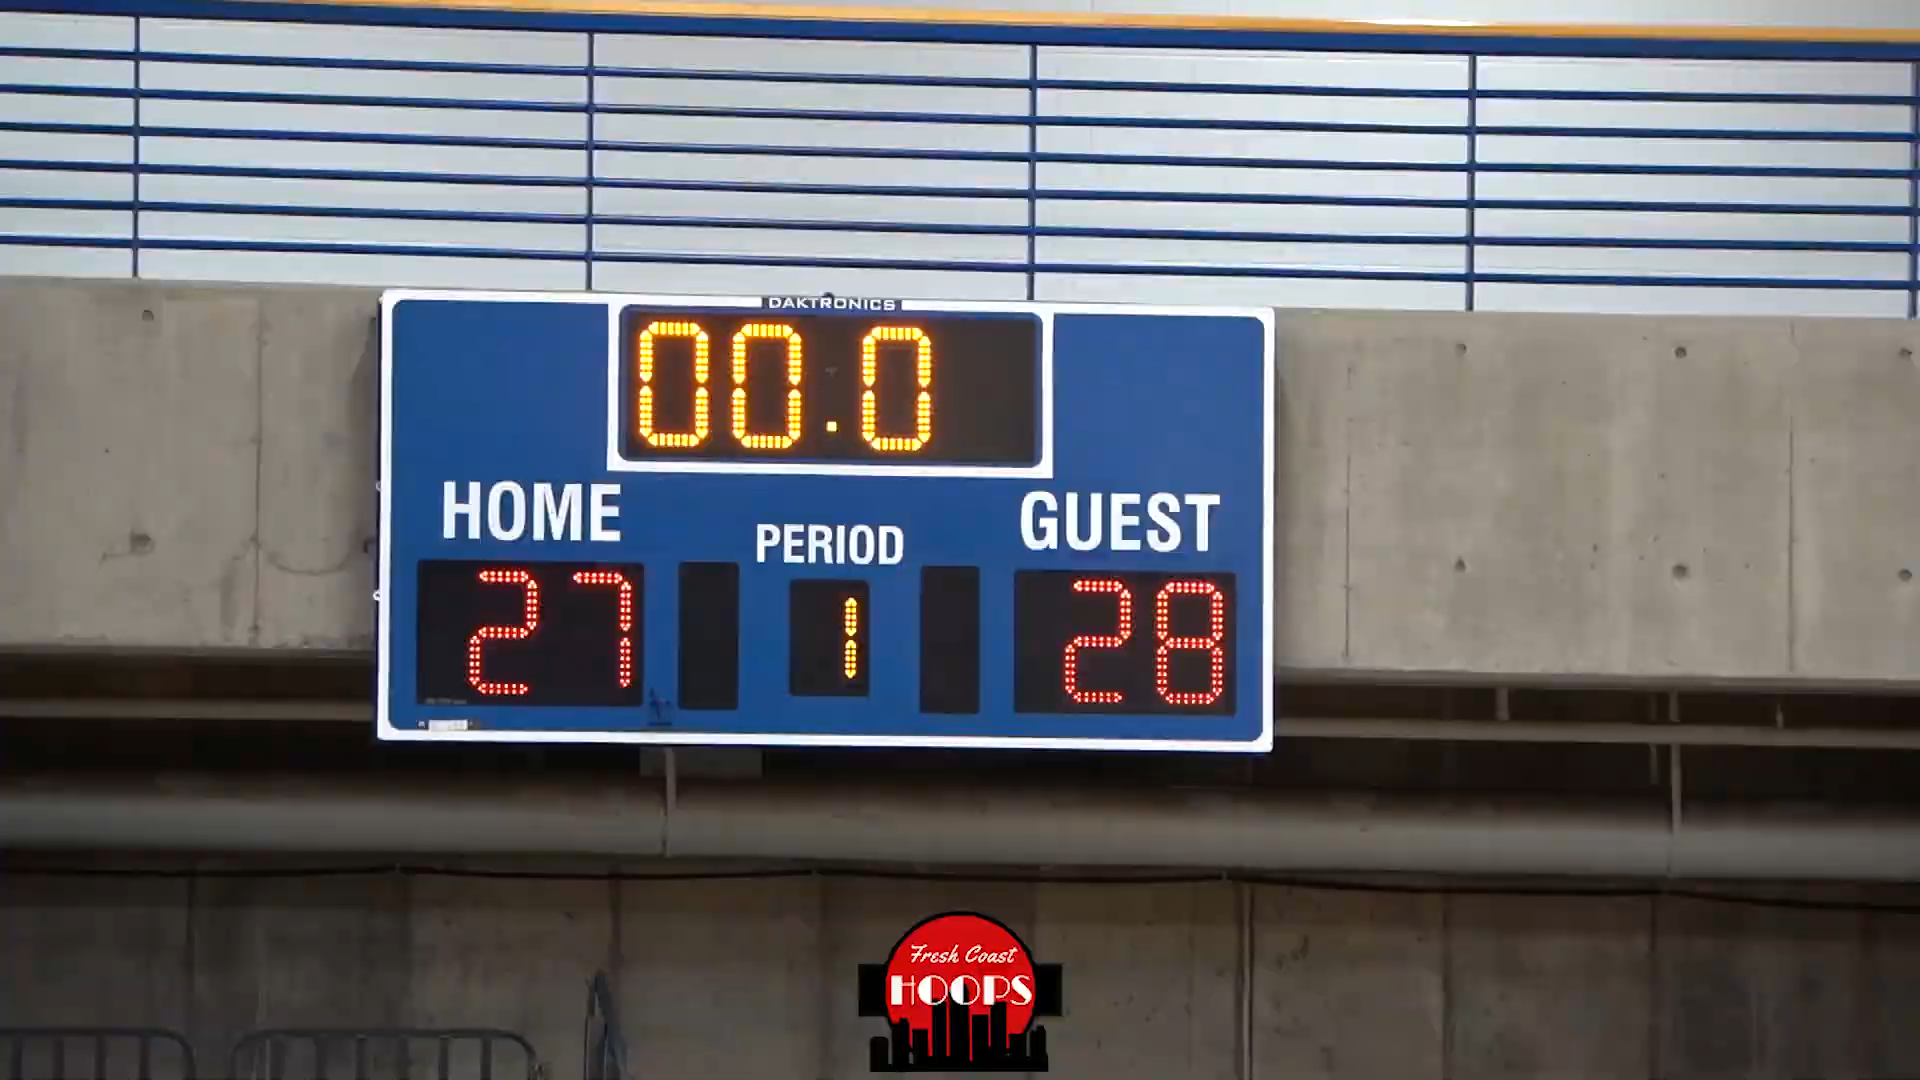 DAKTRONICS
00.0
HOME
PERIOD
GUEST
27
1
28
Fresh Coast
HOOPS